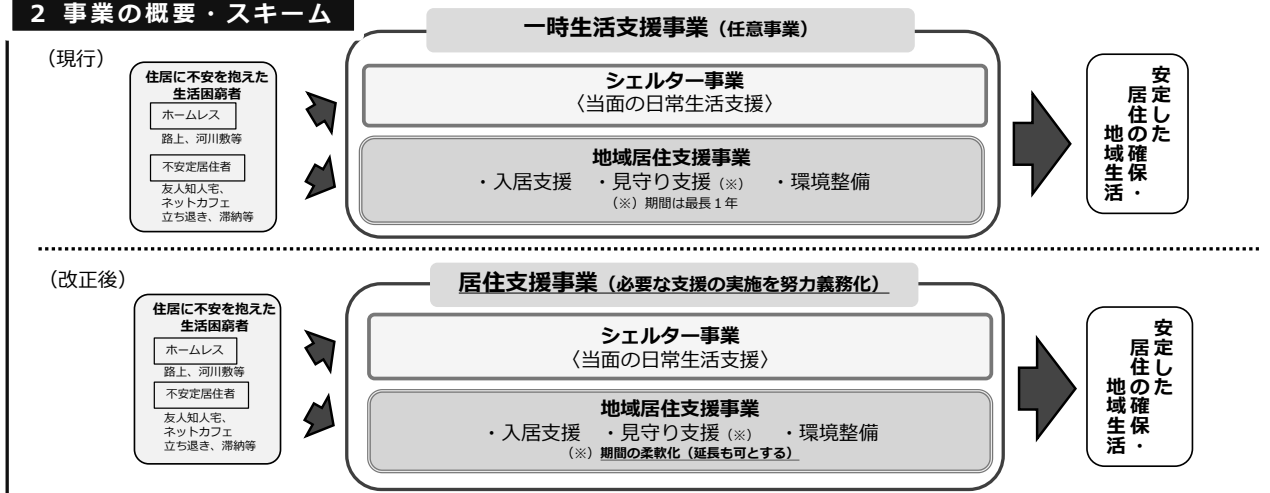 2 事業の概要・スキーム
（現行）
住居に不安を抱えた
生活困窮者
ホームレス
路上、河川敷等
不安定居住者
友人知人宅、
ネットカフェ
立ち退き、滞納等
一時生活支援事業（任意事業）
シェルター事業
〈当面の日常生活支援〉
地域居住支援事業
・入居支援　・見守り支援（※）　・環境整備
（※）期間は最長１年
安定した
居住の確保・
地域生活
（改正後）
住居に不安を抱えた
生活困窮者
ホームレス
路上、河川敷等
不安定居住者
友人知人宅、
ネットカフェ
立ち退き、滞納等
居住支援事業（必要な支援の実施を努力義務化）
シェルター事業
〈当面の日常生活支援〉
地域居住支援事業
・入居支援　・見守り支援（※）　・環境整備
（※）期間の柔軟化（延長も可とする）
安定した
居住の確保・
地域生活